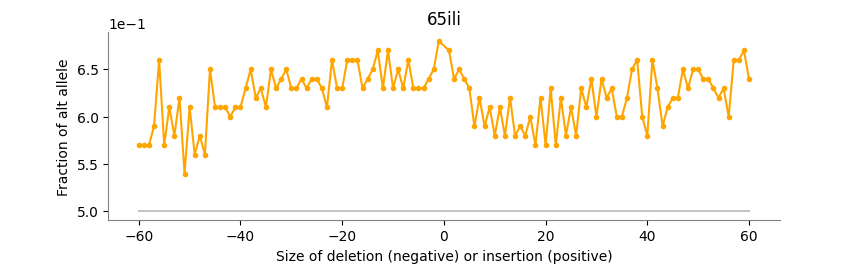 65ili
1e−1
Fraction of alt allele
6.5
6.0
5.5
5.0
−60 −40 −20 0 20 40 60
Size of deletion (negative) or insertion (positive)